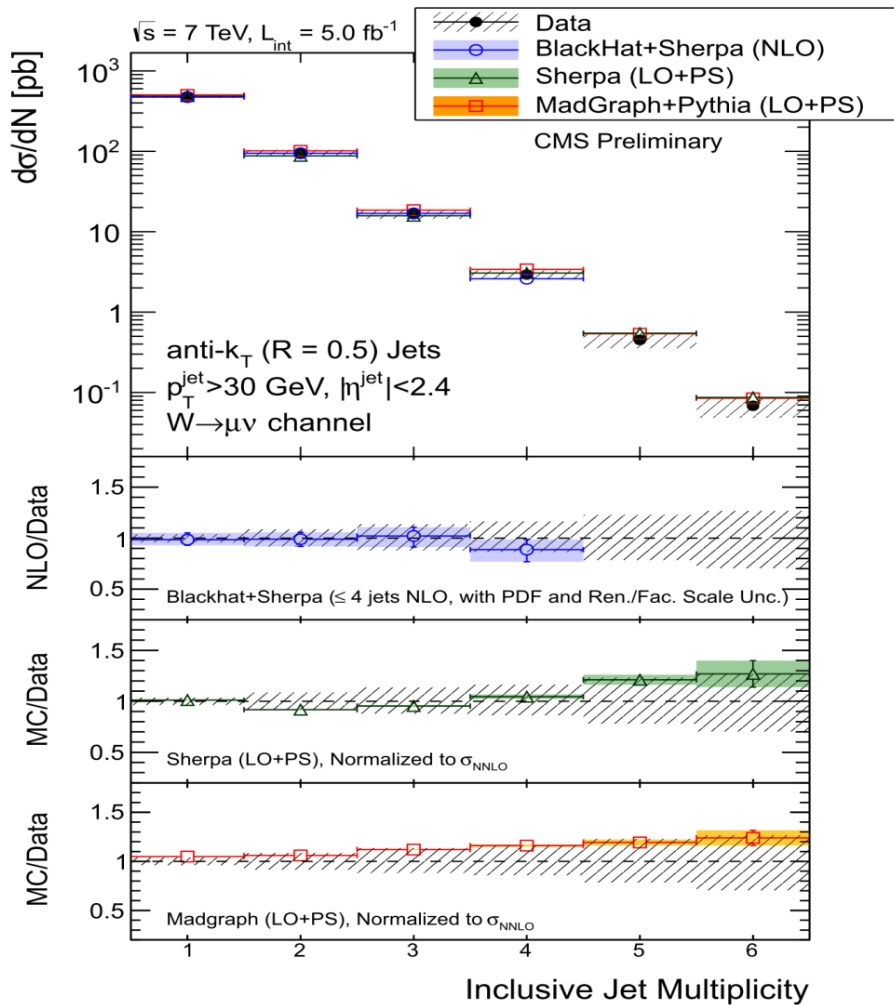 √s = 7 TeV, L_int = 5.0 fb⁻¹
Data
BlackHat+Sherpa (NLO)
Sherpa (LO+PS)
MadGraph+Pythia (LO+PS)
CMS Preliminary
dσ/dN [pb]
10³
10²
10
1
10⁻¹
anti-k_T (R = 0.5) Jets
p_T^jet>30 GeV, |η^jet|<2.4
W→μν channel
NLO/Data
1.5
1
0.5
Blackhat+Sherpa (≤ 4 jets NLO, with PDF and Ren./Fac. Scale Unc.)
MC/Data
1.5
1
0.5
Sherpa (LO+PS), Normalized to σ_NNLO
MC/Data
1.5
1
0.5
Madgraph (LO+PS), Normalized to σ_NNLO
1 2 3 4 5 6
Inclusive Jet Multiplicity